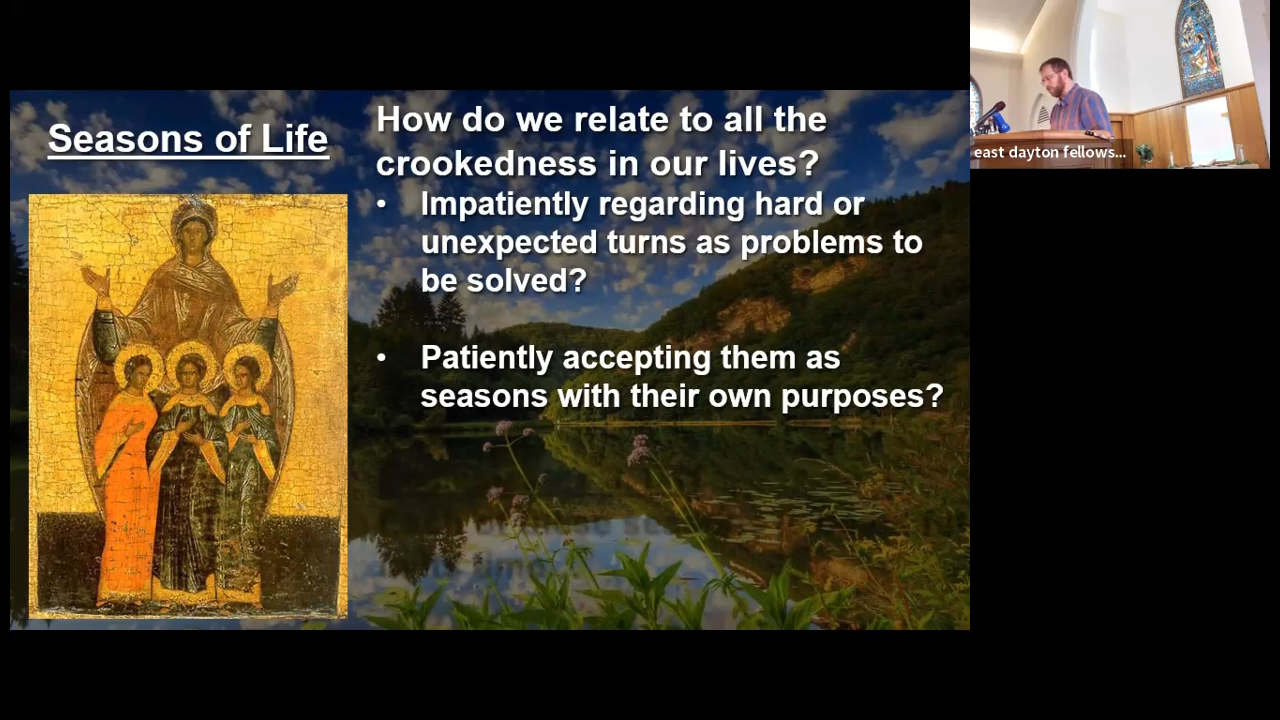 Seasons of Life
How do we relate to all the
crookedness in our lives?
• Impatiently regarding hard or
unexpected turns as problems to
be solved?
• Patiently accepting them as
seasons with their own purposes?
east dayton fellows...